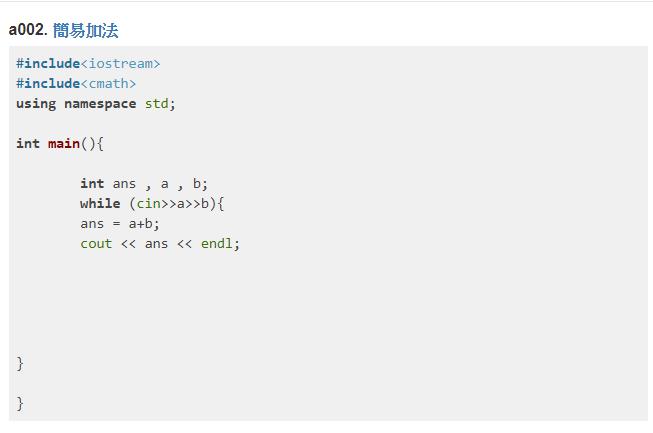 a002. 簡易加法
#include<iostream>
#include<cmath>
using namespace std;
int main(){
int ans , a , b;
while (cin>>a>>b){
ans = a+b;
cout << ans << endl;
}
}